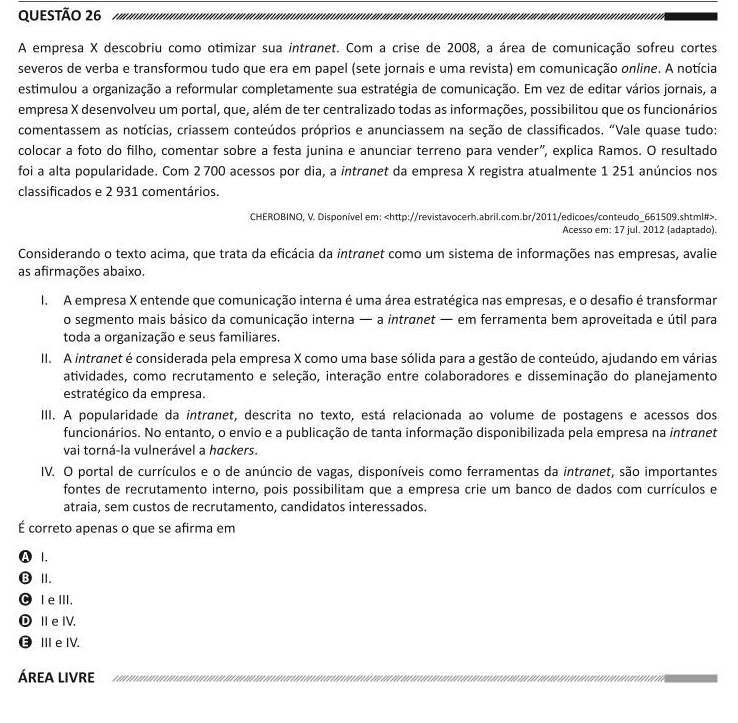 QUESTÃO 26
A empresa X descobriu como otimizar sua intranet. Com a crise de 2008, a área de comunicação sofreu cortes
severos de verba e transformou tudo que era em papel (sete jornais e uma revista) em comunicação online. A notícia
estimulou a organização a reformular completamente sua estratégia de comunicação. Em vez de editar vários jornais, a
empresa X desenvolveu um portal, que, além de ter centralizado todas as informações, possibilitou que os funcionários
comentassem as notícias, criassem conteúdos próprios e anunciassem na seção de classificados. “Vale quase tudo:
colocar a foto do filho, comentar sobre a festa junina e anunciar terreno para vender”, explica Ramos. O resultado
foi a alta popularidade. Com 2 700 acessos por dia, a intranet da empresa X registra atualmente 1 251 anúncios nos
classificados e 2 931 comentários.
CHEROBINO, V. Disponível em: <http://revistavocerh.abril.com.br/2011/edicoes/conteudo_661509.shtml#>.
Acesso em: 17 jul. 2012 (adaptado).
Considerando o texto acima, que trata da eficácia da intranet como um sistema de informações nas empresas, avalie
as afirmações abaixo.
I. A empresa X entende que comunicação interna é uma área estratégica nas empresas, e o desafio é transformar
o segmento mais básico da comunicação interna — a intranet — em ferramenta bem aproveitada e útil para
toda a organização e seus familiares.
II. A intranet é considerada pela empresa X como uma base sólida para a gestão de conteúdo, ajudando em várias
atividades, como recrutamento e seleção, interação entre colaboradores e disseminação do planejamento
estratégico da empresa.
III. A popularidade da intranet, descrita no texto, está relacionada ao volume de postagens e acessos dos
funcionários. No entanto, o envio e a publicação de tanta informação disponibilizada pela empresa na intranet
vai torná-la vulnerável a hackers.
IV. O portal de currículos e o de anúncio de vagas, disponíveis como ferramentas da intranet, são importantes
fontes de recrutamento interno, pois possibilitam que a empresa crie um banco de dados com currículos e
atraia, sem custos de recrutamento, candidatos interessados.
É correto apenas o que se afirma em
A I.
B II.
C I e III.
D II e IV.
E III e IV.
ÁREA LIVRE